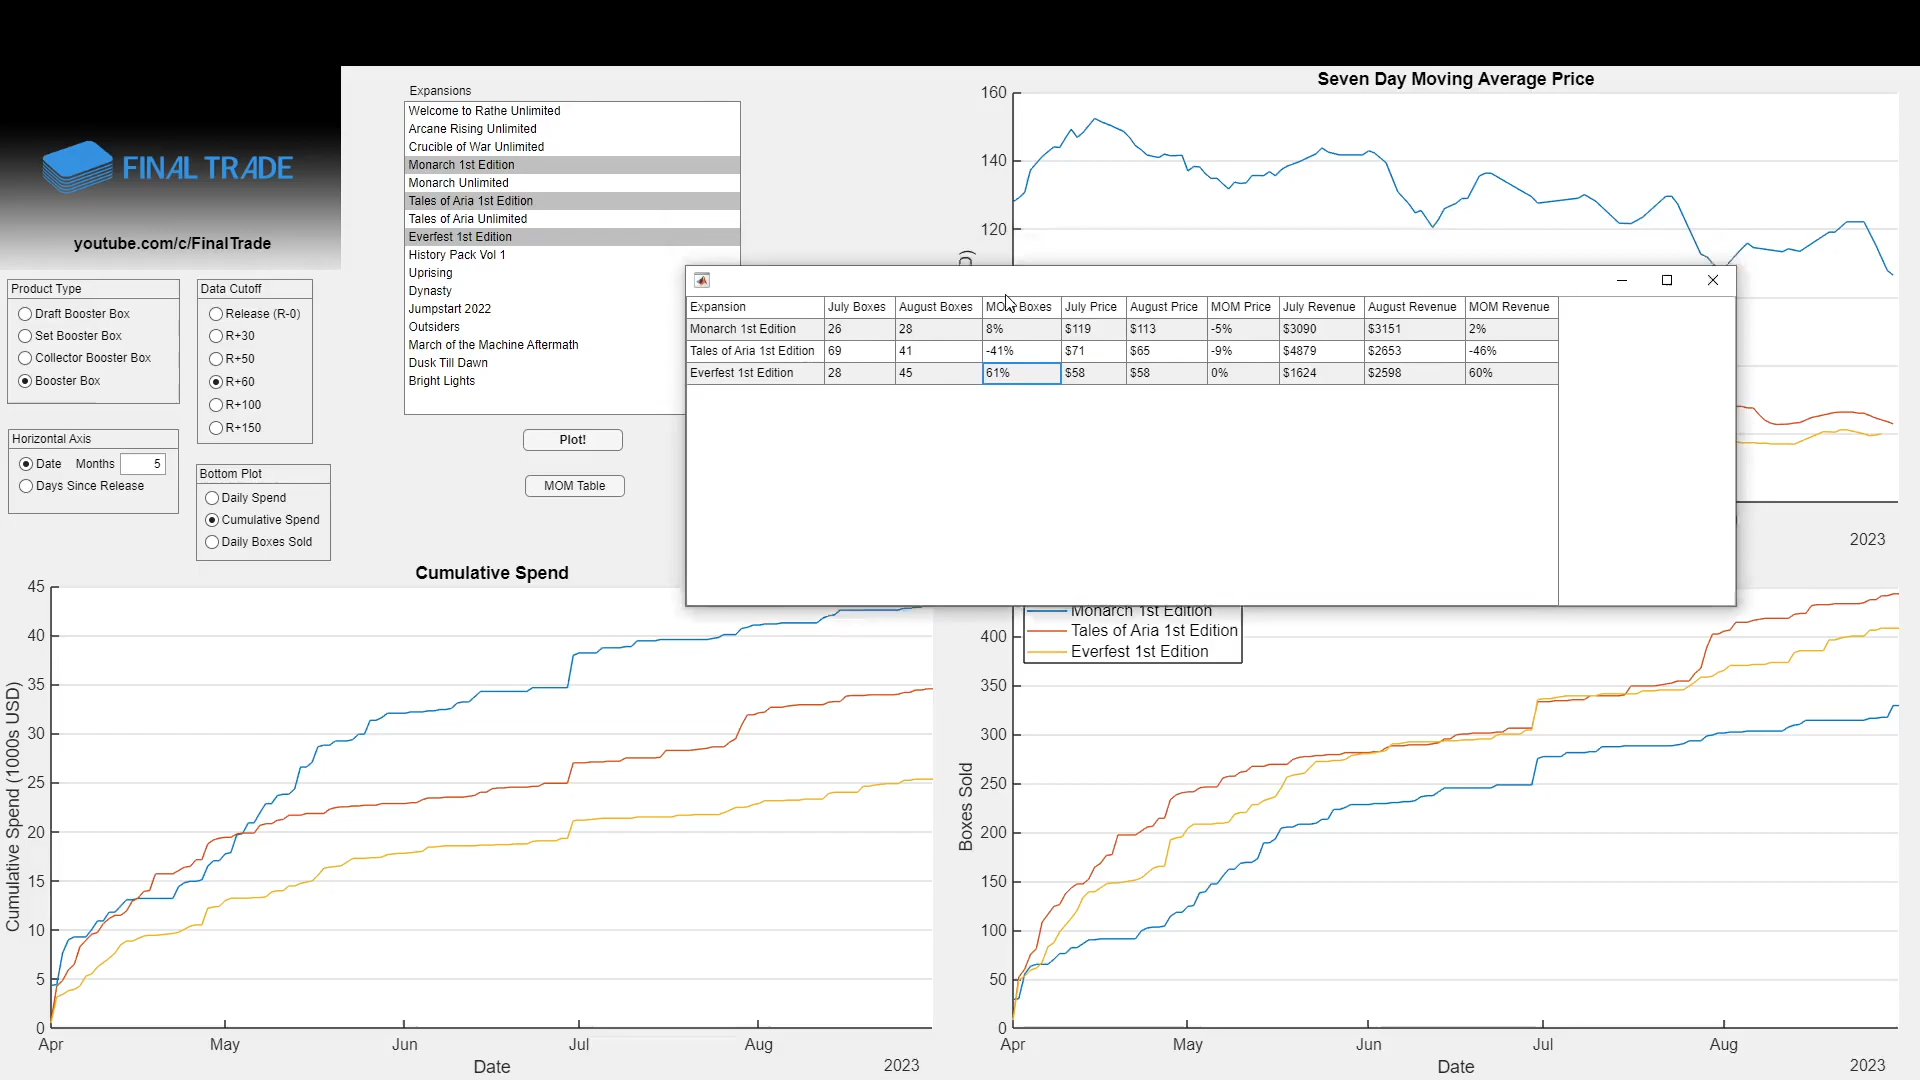 FINAL TRADE
youtube.com/c/FinalTrade
Product Type
Draft Booster Box
Set Booster Box
Collector Booster Box
Booster Box
Data Cutoff
Release (R-0)
R+30
R+50
R+60
R+100
R+150
Horizontal Axis
Date Months 5
Days Since Release
Bottom Plot
Daily Spend
Cumulative Spend
Daily Boxes Sold
Expansions
Welcome to Rathe Unlimited
Arcane Rising Unlimited
Crucible of War Unlimited
Monarch 1st Edition
Monarch Unlimited
Tales of Aria 1st Edition
Tales of Aria Unlimited
Everfest 1st Edition
History Pack Vol 1
Uprising
Dynasty
Jumpstart 2022
Outsiders
March of the Machine Aftermath
Dusk Till Dawn
Bright Lights
Plot!
MOM Table
Seven Day Moving Average Price
160
140
120
2023
Expansion July Boxes August Boxes MOM Boxes July Price August Price MOM Price July Revenue August Revenue MOM Revenue
Monarch 1st Edition 26 28 8% $119 $113 -5% $3090 $3151 2%
Tales of Aria 1st Edition 69 41 -41% $71 $65 -9% $4879 $2653 -46%
Everfest 1st Edition 28 45 61% $58 $58 0% $1624 $2598 60%
Cumulative Spend
Cumulative Spend (1000s USD)
45
40
35
30
25
20
15
10
5
0
Apr May Jun Jul Aug
Date
2023
Monarch 1st Edition
Tales of Aria 1st Edition
Everfest 1st Edition
Boxes Sold
400
350
300
250
200
150
100
50
0
Apr May Jun Jul Aug
Date
2023